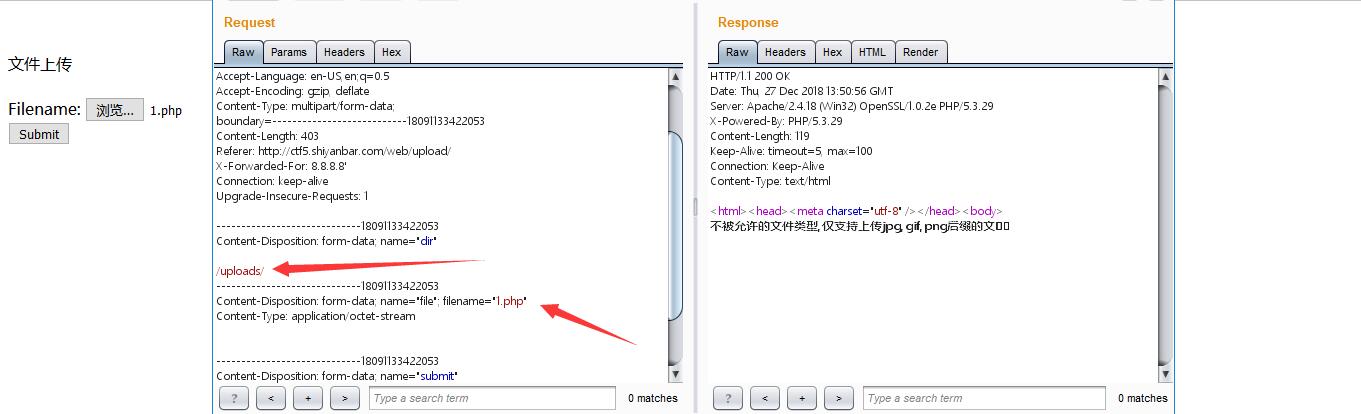 文件上传
Filename: 浏览... 1.php
Submit
Request
Raw Params Headers Hex
Accept-Language: en-US,en;q=0.5
Accept-Encoding: gzip, deflate
Content-Type: multipart/form-data;
boundary=---------------------------18091133422053
Content-Length: 403
Referer: http://ctf5.shiyanbar.com/web/upload/
X-Forwarded-For: 8.8.8.8'
Connection: keep-alive
Upgrade-Insecure-Requests: 1
-----------------------------18091133422053
Content-Disposition: form-data; name="dir"
/uploads/
-----------------------------18091133422053
Content-Disposition: form-data; name="file"; filename="1.php"
Content-Type: application/octet-stream
-----------------------------18091133422053
Content-Disposition: form-data; name="submit"
? < + > Type a search term 0 matches
Response
Raw Headers Hex HTML Render
HTTP/1.1 200 OK
Date: Thu, 27 Dec 2018 13:50:56 GMT
Server: Apache/2.4.18 (Win32) OpenSSL/1.0.2e PHP/5.3.29
X-Powered-By: PHP/5.3.29
Content-Length: 119
Keep-Alive: timeout=5, max=100
Connection: Keep-Alive
Content-Type: text/html
<html><head><meta charset="utf-8" /></head><body>
不被允许的文件类型,仅支持上传jpg,gif,png后缀的文
? < + > Type a search term 0 matches